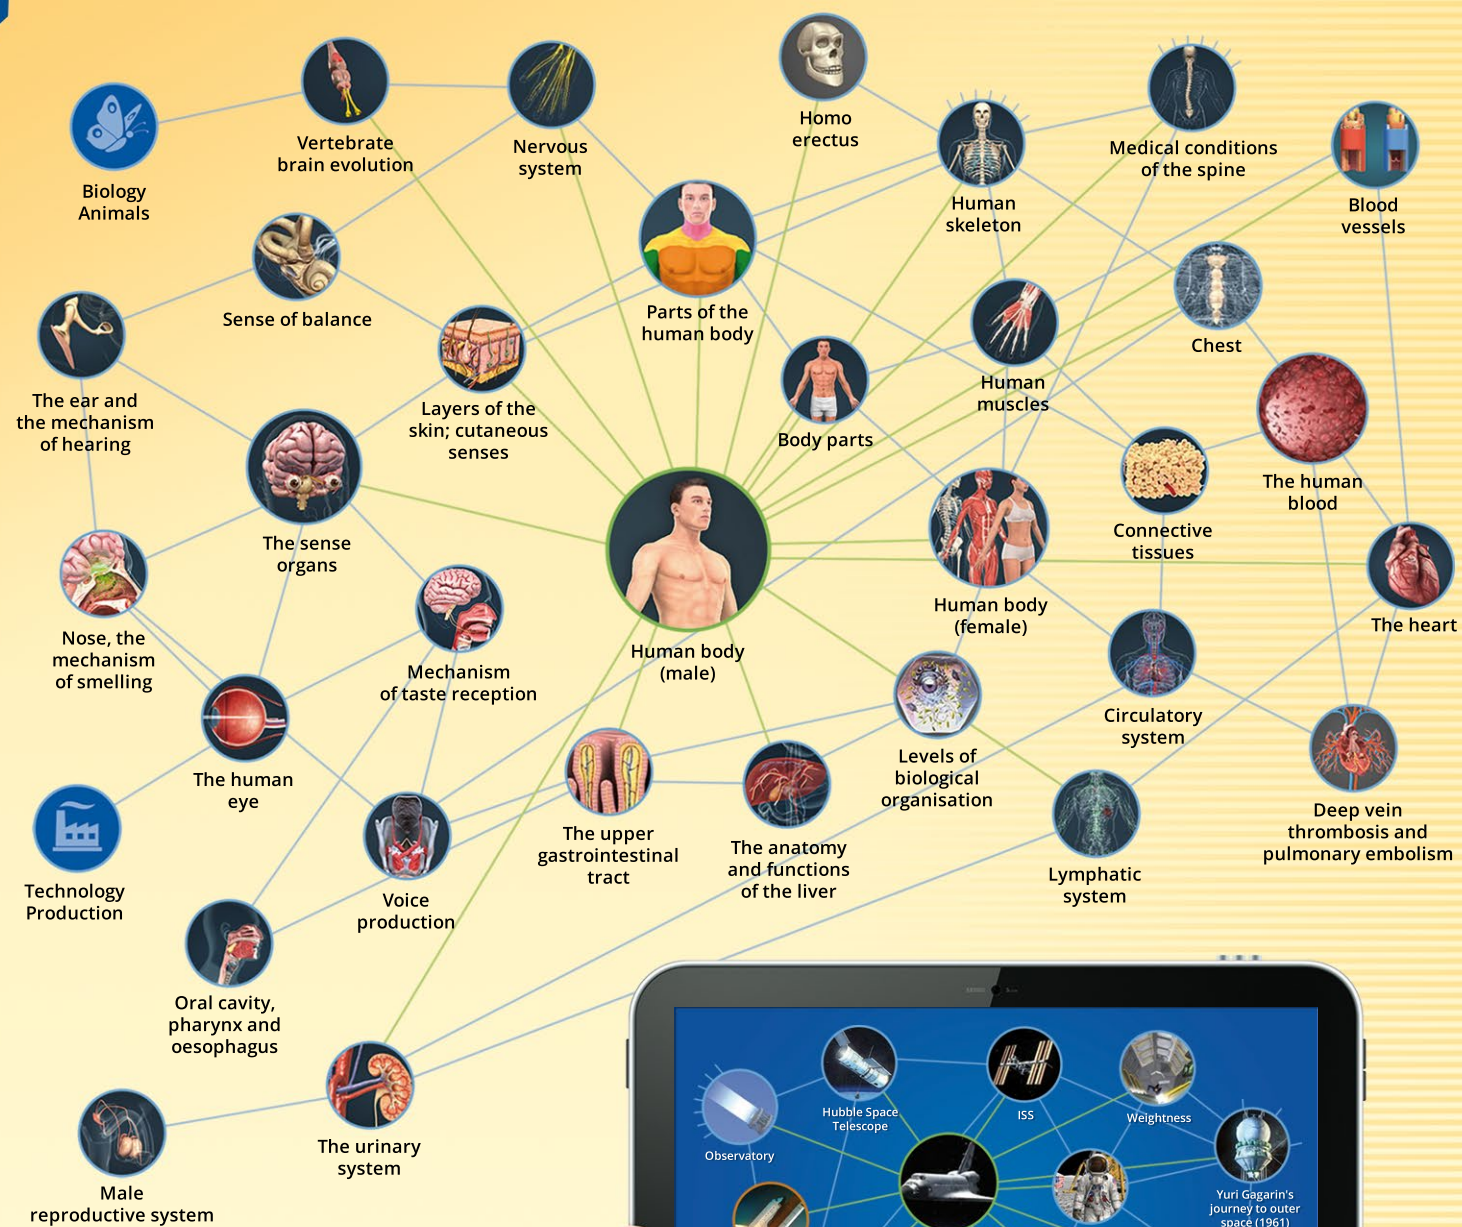 Homo
erectus
Vertebrate
brain evolution
Nervous
system
Medical conditions
of the spine
Biology
Animals
Human
skeleton
Blood
vessels
Sense of balance
Parts of the
human body
Chest
The ear and
the mechanism
of hearing
Layers of the
skin; cutaneous
senses
Human
muscles
Body parts
The human
blood
The sense
organs
Connective
tissues
Human body
(female)
The heart
Nose, the
mechanism
of smelling
Human body
(male)
Mechanism
of taste reception
Circulatory
system
The human
eye
Levels of
biological
organisation
Deep vein
thrombosis and
pulmonary embolism
The upper
gastrointestinal
tract
The anatomy
and functions
of the liver
Lymphatic
system
Technology
Production
Voice
production
Oral cavity,
pharynx and
oesophagus
The urinary
system
Male
reproductive system
Hubble Space
Telescope
ISS
Weightness
Observatory
Yuri Gagarin's
journey to outer
space (1961)